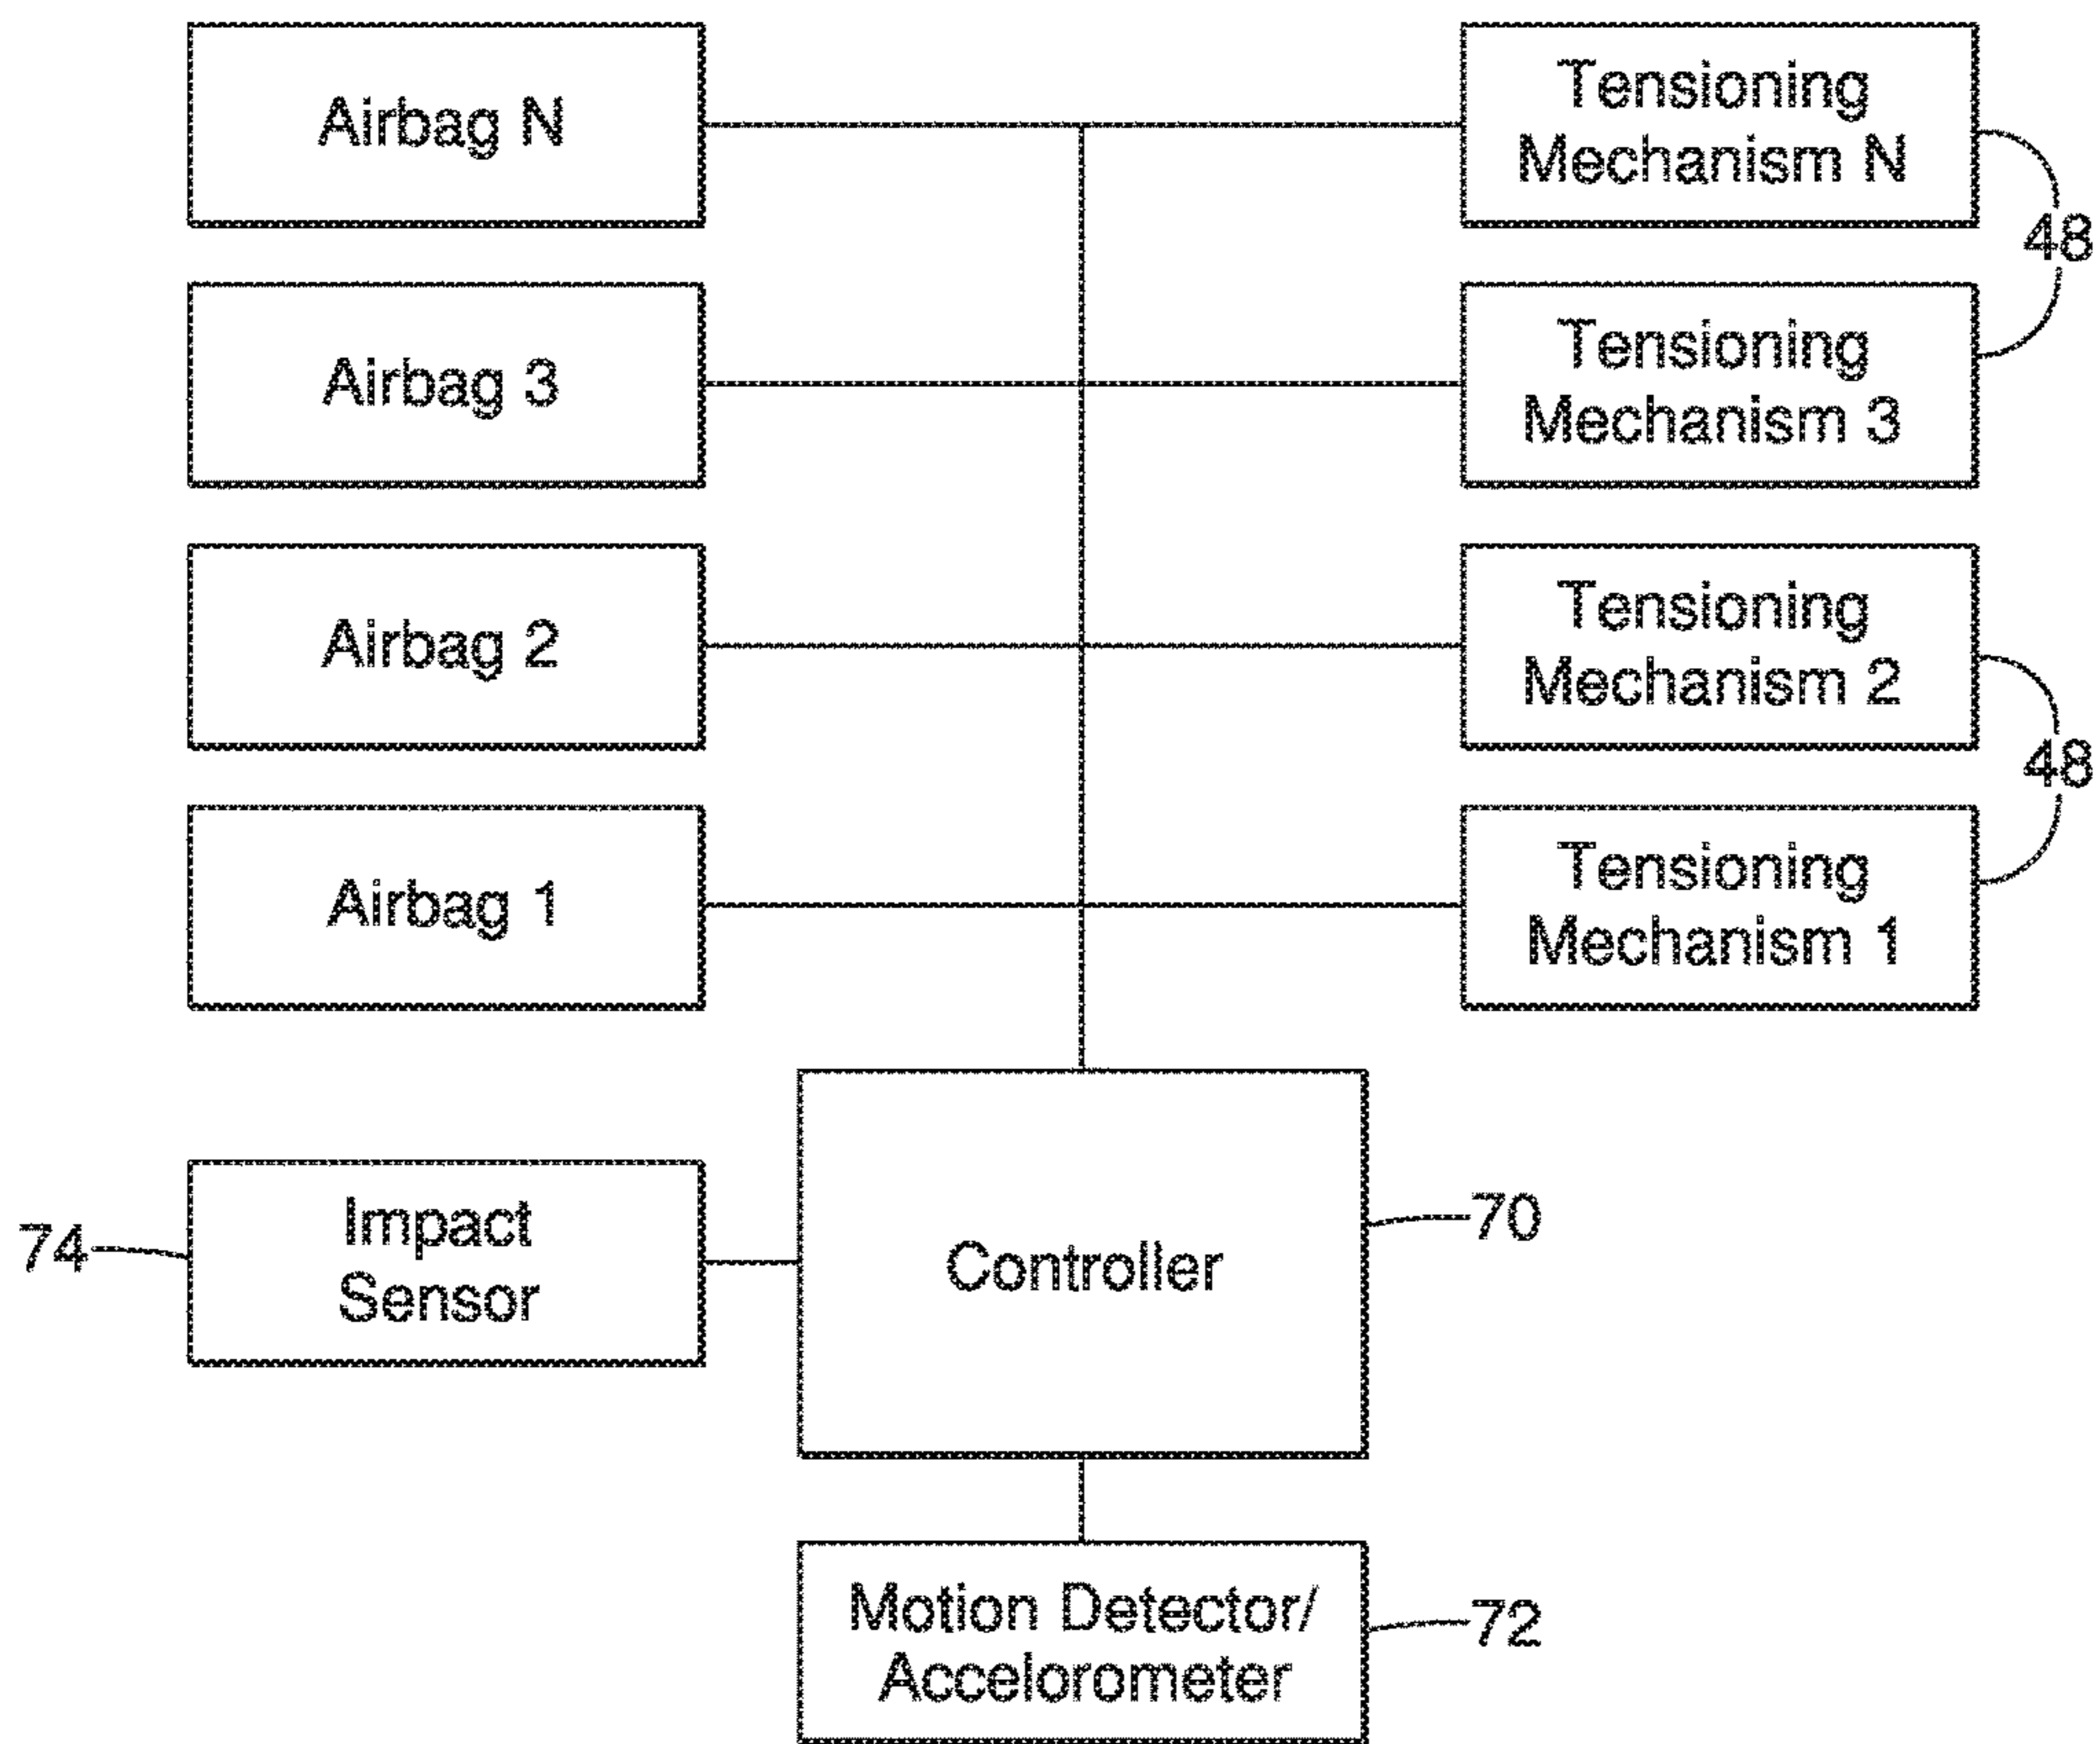 Airbag N
Tensioning
Mechanism N
48
Airbag 3
Tensioning
Mechanism 3
Airbag 2
Tensioning
Mechanism 2
48
Airbag 1
Tensioning
Mechanism 1
74
Impact
Sensor
Controller
70
Motion Detector/
Accelorometer
72